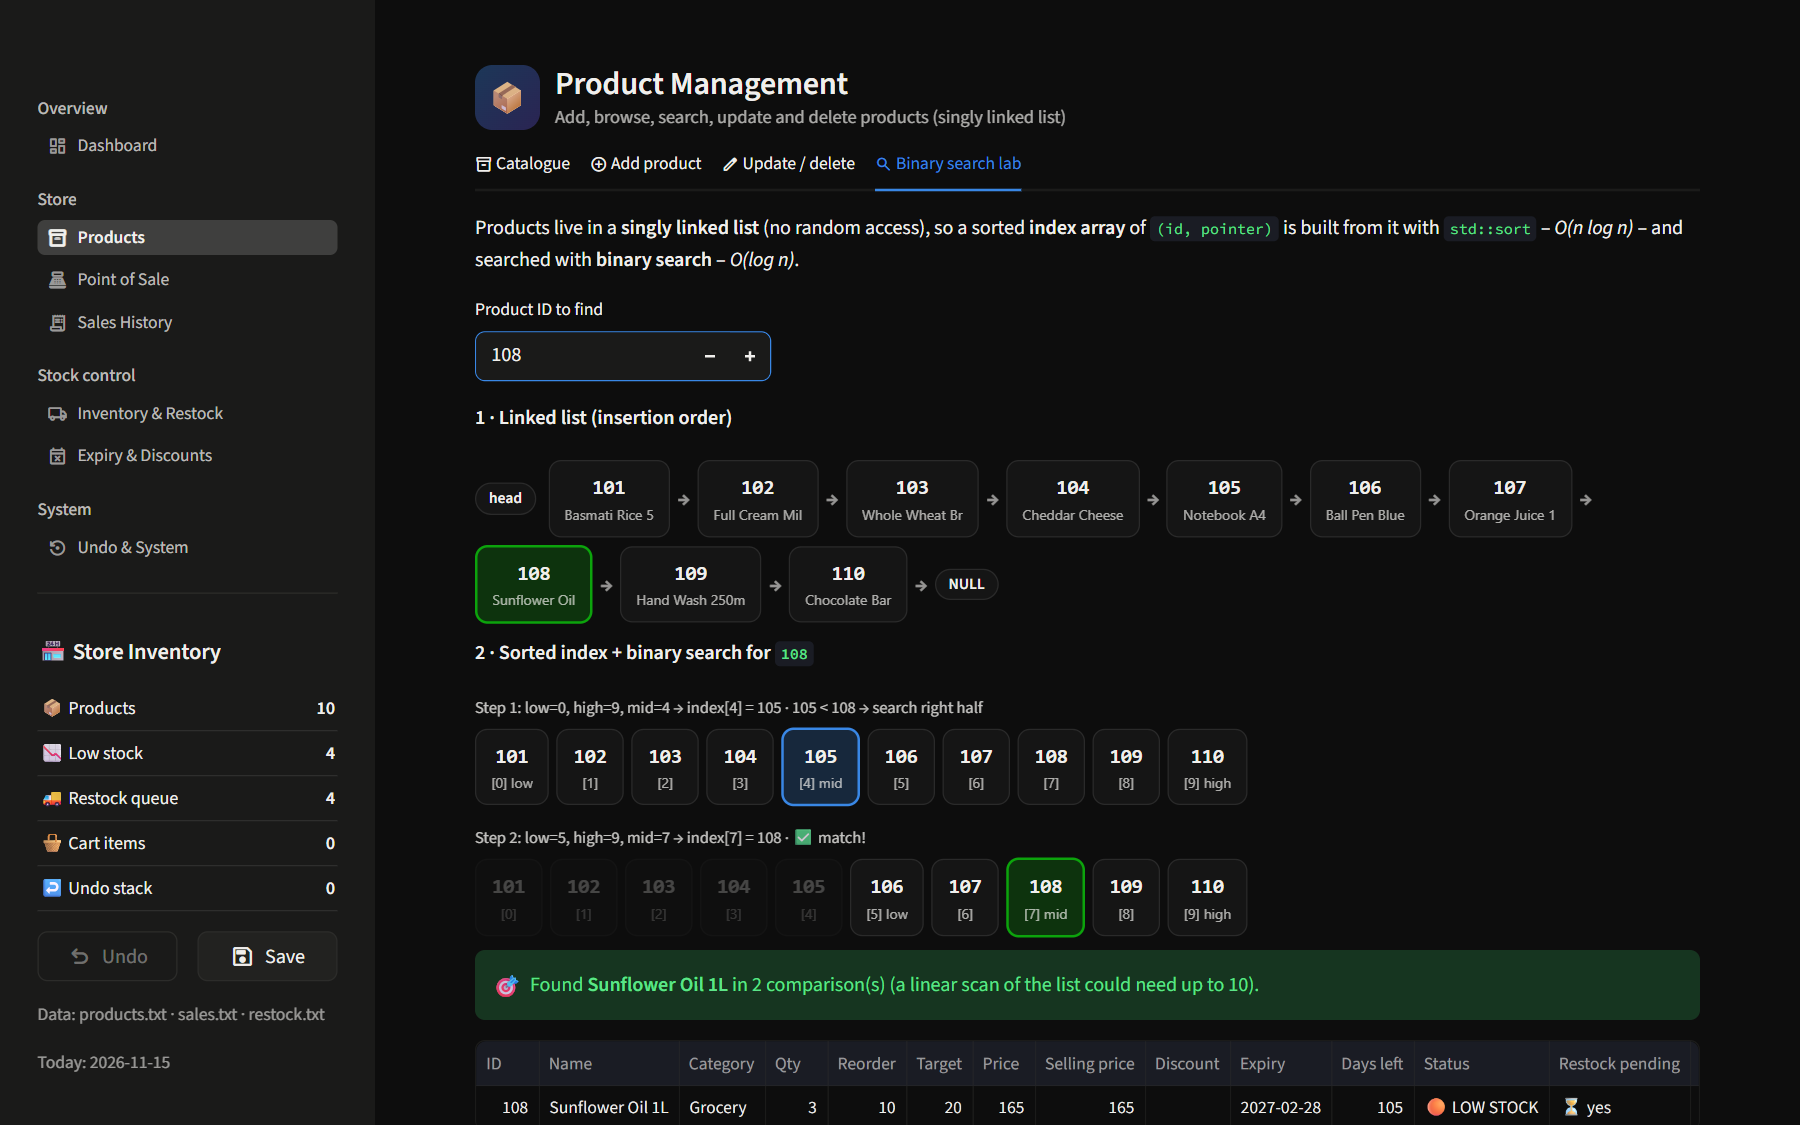 Overview
Dashboard
Store
Products
Point of Sale
Sales History
Stock control
Inventory & Restock
Expiry & Discounts
System
Undo & System
Store Inventory
Products 10
Low stock 4
Restock queue 4
Cart items 0
Undo stack 0
Undo Save
Data: products.txt · sales.txt · restock.txt
Today: 2026-11-15
Product Management
Add, browse, search, update and delete products (singly linked list)
Catalogue Add product Update / delete Binary search lab
Products live in a singly linked list (no random access), so a sorted index array of (id, pointer) is built from it with std::sort – O(n log n) – and
searched with binary search – O(log n).
Product ID to find
108 − +
1 · Linked list (insertion order)
head 101 → 102 → 103 → 104 → 105 → 106 → 107 →
Basmati Rice 5 Full Cream Mil Whole Wheat Br Cheddar Cheese Notebook A4 Ball Pen Blue Orange Juice 1
108 → 109 → 110 → NULL
Sunflower Oil Hand Wash 250m Chocolate Bar
2 · Sorted index + binary search for 108
Step 1: low=0, high=9, mid=4 → index[4] = 105 · 105 < 108 → search right half
101 102 103 104 105 106 107 108 109 110
[0] low [1] [2] [3] [4] mid [5] [6] [7] [8] [9] high
Step 2: low=5, high=9, mid=7 → index[7] = 108 · ✅ match!
101 102 103 104 105 106 107 108 109 110
[0] [1] [2] [3] [4] [5] low [6] [7] mid [8] [9] high
Found Sunflower Oil 1L in 2 comparison(s) (a linear scan of the list could need up to 10).
ID Name Category Qty Reorder Target Price Selling price Discount Expiry Days left Status Restock pending
108 Sunflower Oil 1L Grocery 3 10 20 165 165 2027-02-28 105 LOW STOCK yes